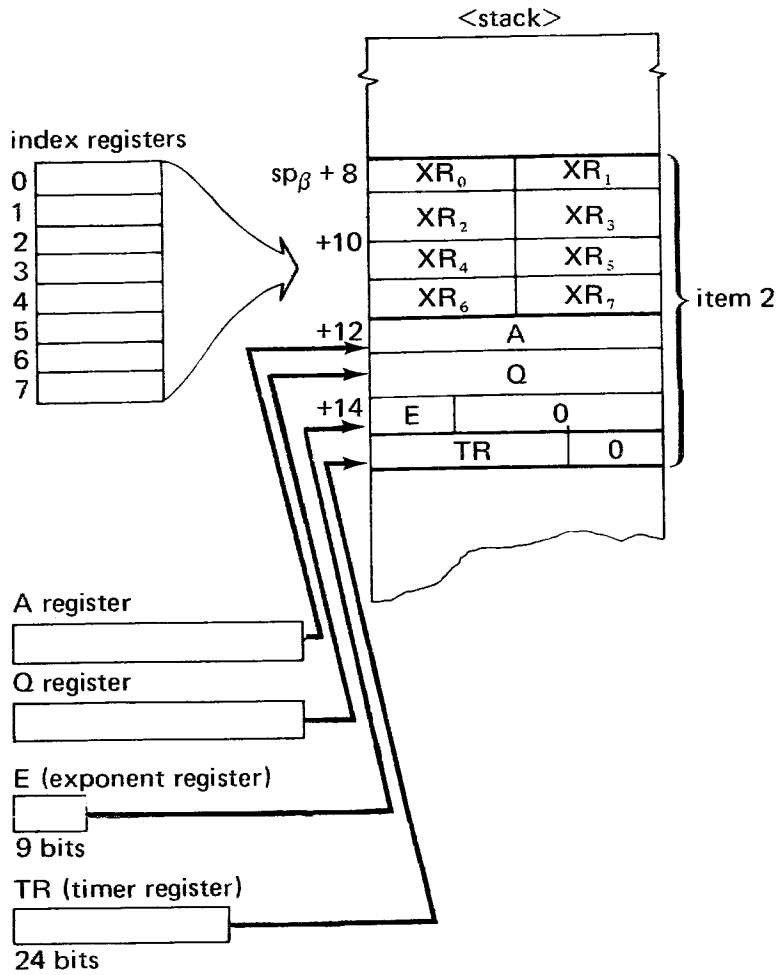 <stack>
index registers
0
1
2
3
4
5
6
7
spβ + 8
XR₀ XR₁
XR₂ XR₃
+10
XR₄ XR₅
XR₆ XR₇
item 2
+12
A
Q
+14
E 0
TR 0
A register
Q register
E (exponent register)
9 bits
TR (timer register)
24 bits